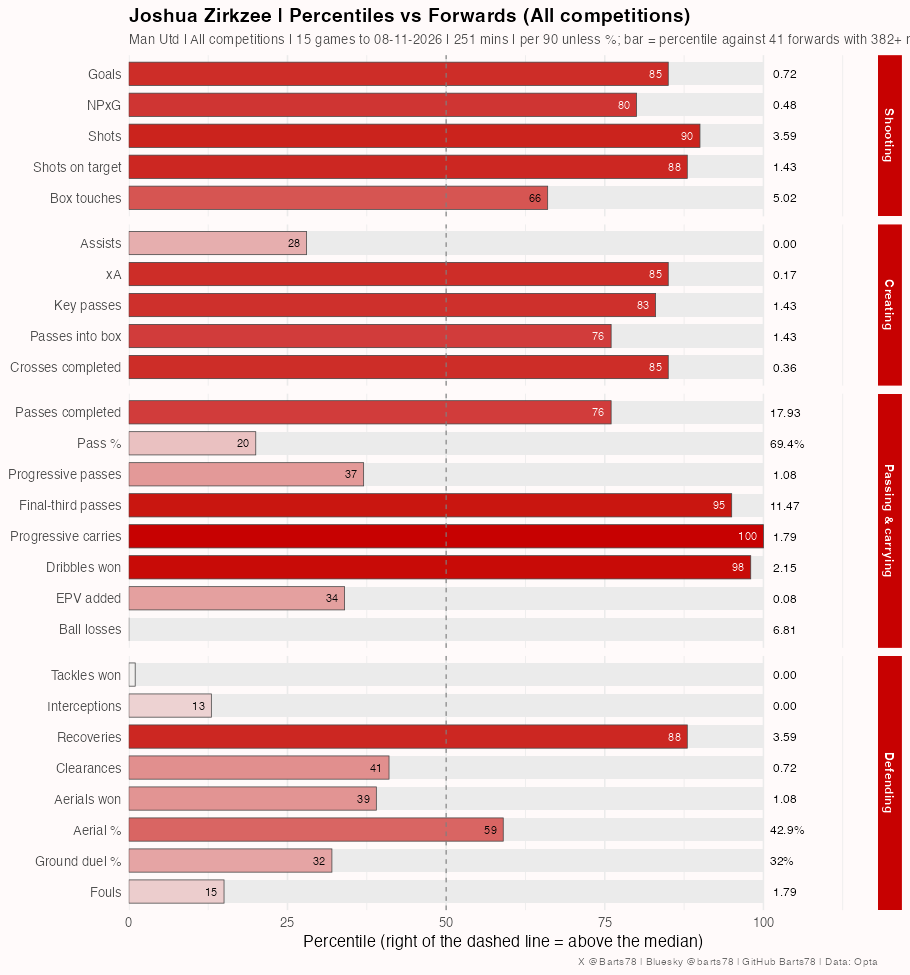 Joshua Zirkzee | Percentiles vs Forwards (All competitions)
Man Utd | All competitions | 15 games to 08-11-2026 | 251 mins | per 90 unless %; bar = percentile against 41 forwards with 382+
Goals 85 0.72
NPxG 80 0.48
Shots 90 3.59
Shots on target 88 1.43
Box touches 66 5.02
Shooting
Assists 28 0.00
xA 85 0.17
Key passes 83 1.43
Passes into box 76 1.43
Crosses completed 85 0.36
Creating
Passes completed 76 17.93
Pass % 20 69.4%
Progressive passes 37 1.08
Final-third passes 95 11.47
Progressive carries 100 1.79
Dribbles won 98 2.15
EPV added 34 0.08
Ball losses 6.81
Passing & carrying
Tackles won 0.00
Interceptions 13 0.00
Recoveries 88 3.59
Clearances 41 0.72
Aerials won 39 1.08
Aerial % 59 42.9%
Ground duel % 32 32%
Fouls 15 1.79
Defending
0 25 50 75 100
Percentile (right of the dashed line = above the median)
X @Barts78 | Bluesky @barts78 | GitHub Barts78 | Data: Opta